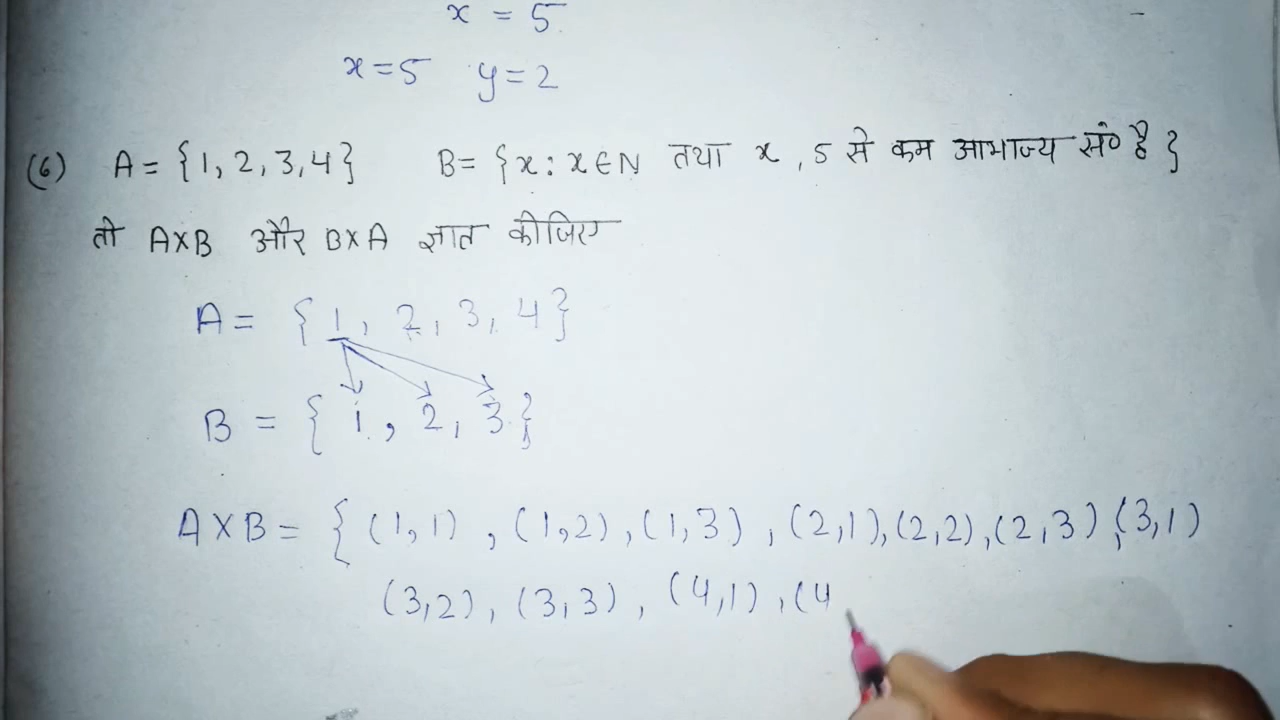 x = 5
x=5 y=2
(6) A = {1, 2, 3, 4} B= {x : x ∈ N तथा x , 5 से कम आभाज्य सं० है }
तो A×B और B×A ज्ञात कीजिए
A = { 1, 2, 3, 4}
B = { 1, 2, 3}
A × B = { (1,1) , (1,2) , (1,3) , (2,1), (2,2), (2,3) , (3,1)
(3,2) , (3,3) , (4,1) , (4